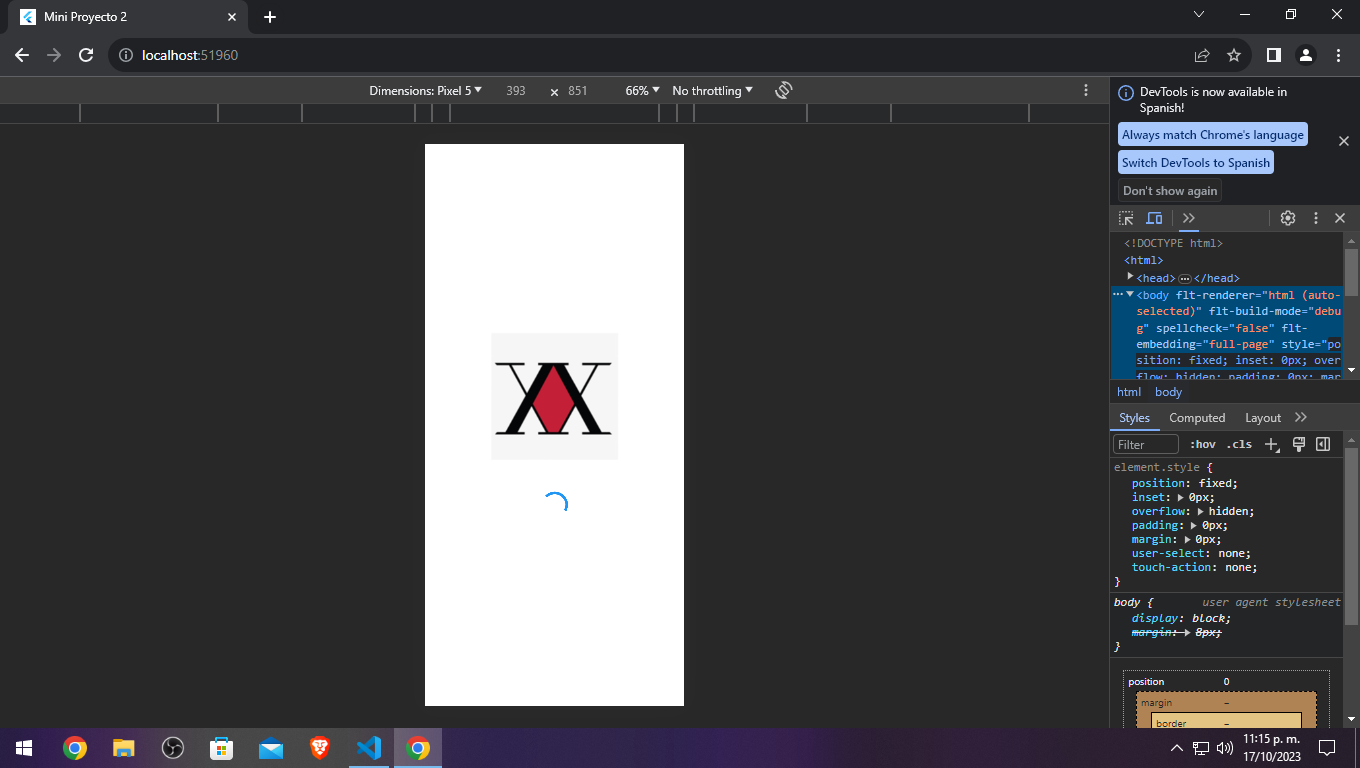 Mini Proyecto 2
localhost:51960
Dimensions: Pixel 5 393 × 851 66% No throttling
DevTools is now available in
Spanish!
Always match Chrome's language
Switch DevTools to Spanish
Don't show again
<!DOCTYPE html>
<html>
<head>…</head>
<body flt-renderer="html (auto-
selected)" flt-build-mode="debu
g" spellcheck="false" flt-
embedding="full-page" style="po
sition: fixed; inset: 0px; over
flow: hidden; padding: 0px; mar
html body
Styles Computed Layout
Filter :hov .cls
element.style {
position: fixed;
inset: 0px;
overflow: hidden;
padding: 0px;
margin: 0px;
user-select: none;
touch-action: none;
}
body { user agent stylesheet
display: block;
margin: 8px;
}
position 0
margin –
border –
11:15 p. m.
17/10/2023